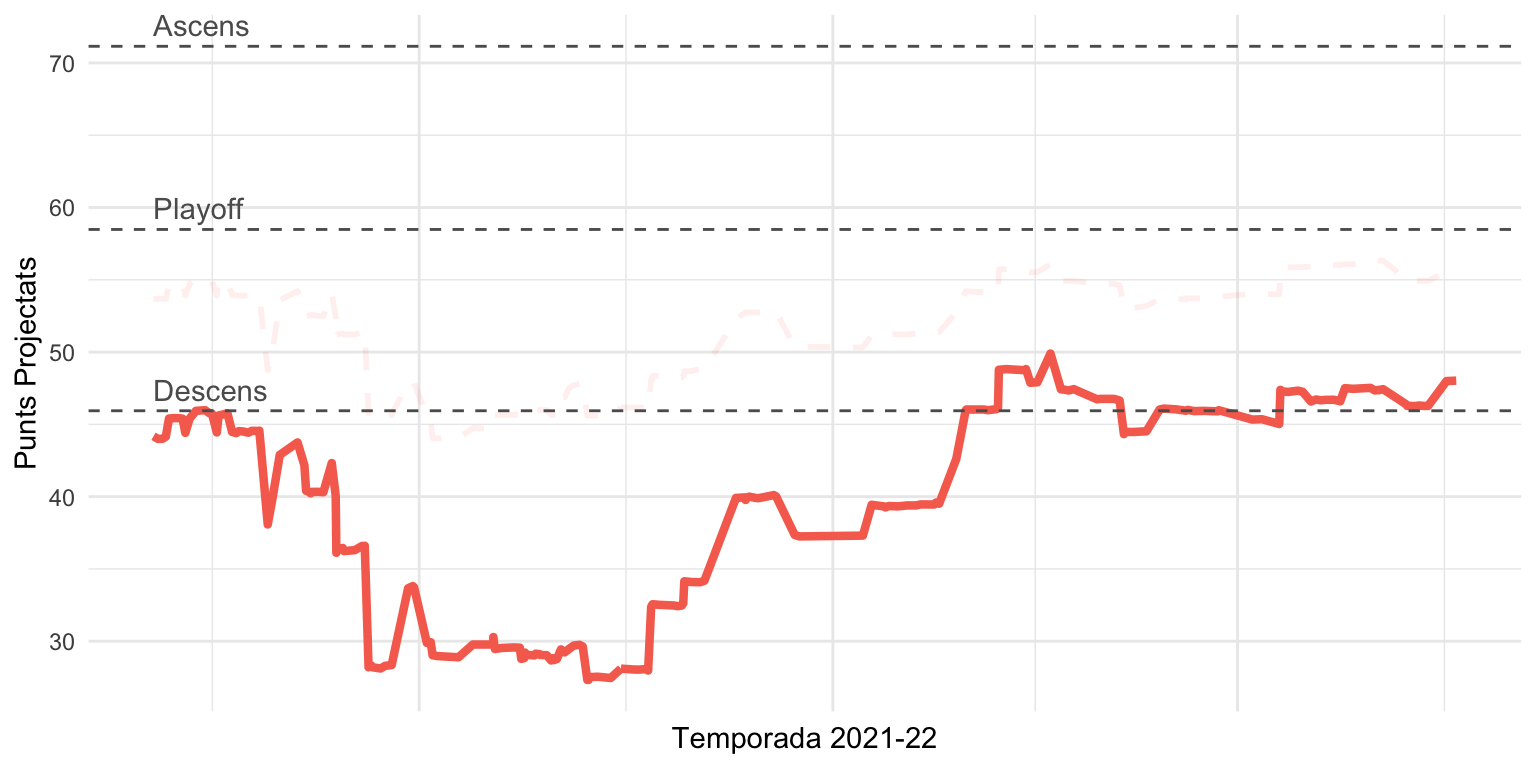 Ascens
70
Playoff
60
Punts Projectats
50
Descens
40
30
Temporada 2021-22